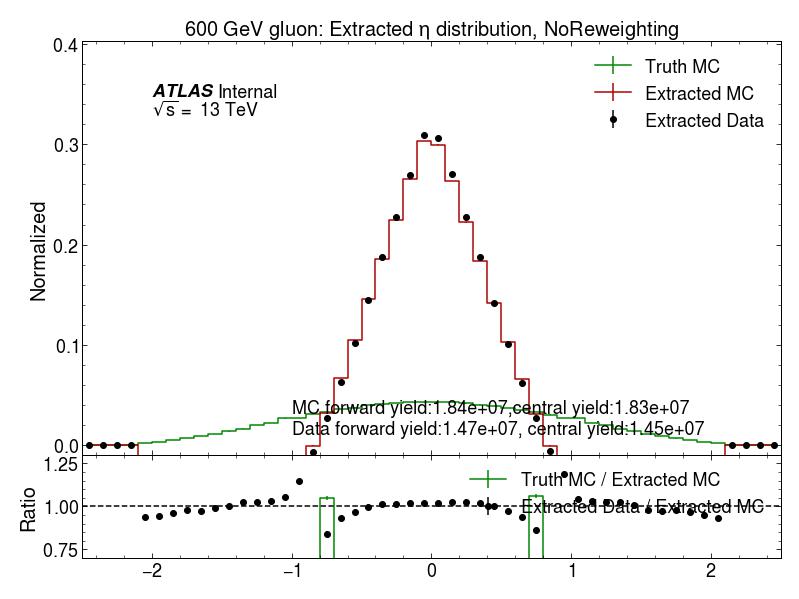 600 GeV gluon: Extracted η distribution, NoReweighting
0.4
0.3
0.2
0.1
0.0
Normalized
ATLAS Internal
√s = 13 TeV
Truth MC
Extracted MC
Extracted Data
MC forward yield:1.84e+07,central yield:1.83e+07
Data forward yield:1.47e+07, central yield:1.45e+07
1.25
1.00
0.75
Ratio
Truth MC / Extracted MC
Extracted Data / Extracted MC
−2
−1
0
1
2